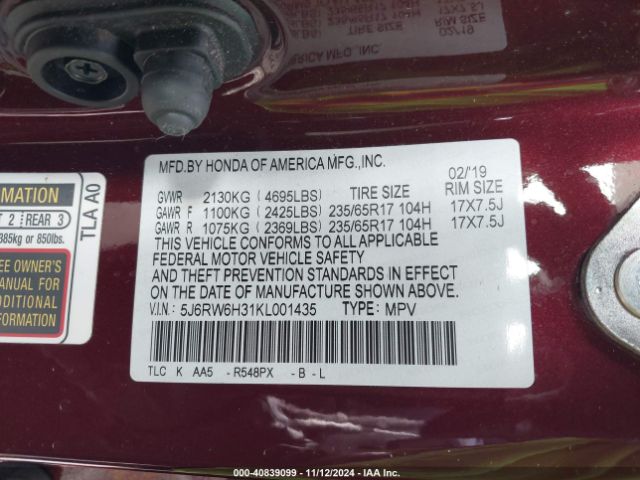 MFD.BY HONDA OF AMERICA MFG.,INC.
02/'19
GVWR 2130KG (4695LBS) TIRE SIZE RIM SIZE
GAWR F 1100KG (2425LBS) 235/65R17 104H 17X7.5J
GAWR R 1075KG (2369LBS) 235/65R17 104H 17X7.5J
THIS VEHICLE CONFORMS TO ALL APPLICABLE
FEDERAL MOTOR VEHICLE SAFETY
AND THEFT PREVENTION STANDARDS IN EFFECT
ON THE DATE OF MANUFACTURE SHOWN ABOVE.
V.I.N.: 5J6RW6H31KL001435 TYPE: MPV
TLC K AA5 -R548PX -B -L
MATION
2 REAR 3
385kg or 850lbs.
EE OWNER'S
MANUAL FOR
DDITIONAL
FORMATION
TLA A0
000-40839099 - 11/12/2024 - IAA Inc.